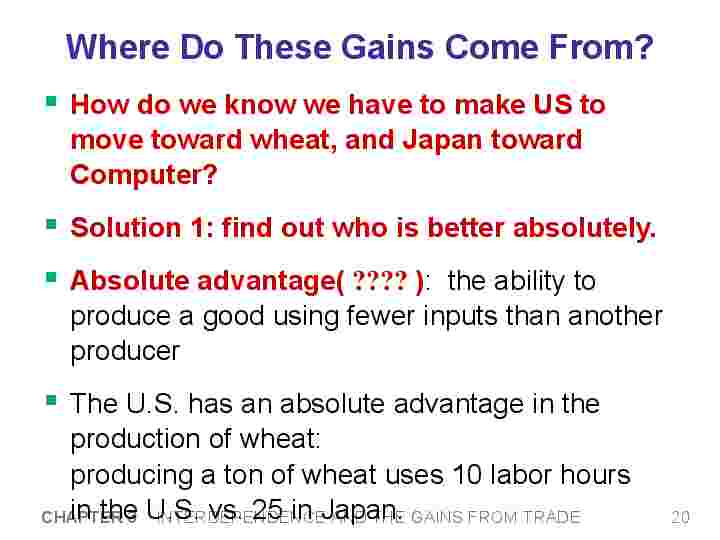 Where Do These Gains Come From?
▪ How do we know we have to make US to
move toward wheat, and Japan toward
Computer?
▪ Solution 1: find out who is better absolutely.
▪ Absolute advantage( ???? ): the ability to
produce a good using fewer inputs than another
producer
▪ The U.S. has an absolute advantage in the
production of wheat:
producing a ton of wheat uses 10 labor hours
in the U.S. vs. 25 in Japan.
CHAPTER 3 INTERDEPENDENCE AND THE GAINS FROM TRADE 20